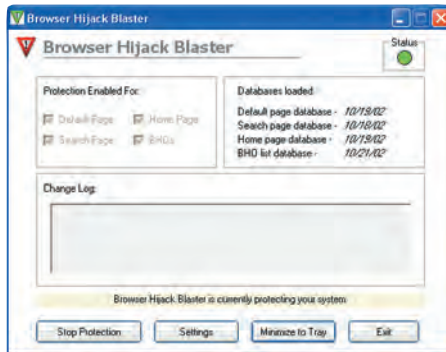 Browser Hijack Blaster
Browser Hijack Blaster
Status
Protection Enabled For:
Default Page
Home Page
Search Page
BHOs
Databases loaded
Default page database - 10/19/02
Search page database - 10/18/02
Home page database - 10/19/02
BHO list database - 10/21/02
Change Log:
Browser Hijack Blaster is currently protecting your system
Stop Protection
Settings
Minimize to Tray
Exit